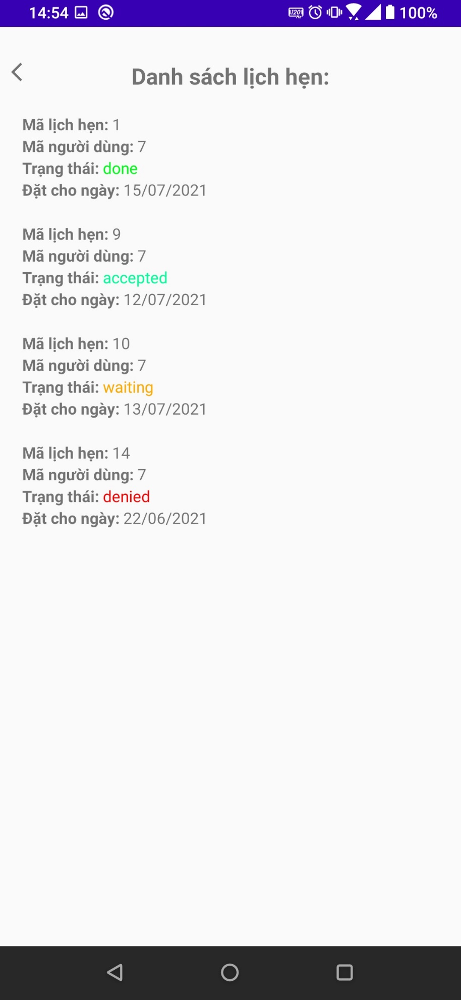 14:54
120 Hz
100%
Danh sách lịch hẹn:
Mã lịch hẹn: 1
Mã người dùng: 7
Trạng thái: done
Đặt cho ngày: 15/07/2021
Mã lịch hẹn: 9
Mã người dùng: 7
Trạng thái: accepted
Đặt cho ngày: 12/07/2021
Mã lịch hẹn: 10
Mã người dùng: 7
Trạng thái: waiting
Đặt cho ngày: 13/07/2021
Mã lịch hẹn: 14
Mã người dùng: 7
Trạng thái: denied
Đặt cho ngày: 22/06/2021